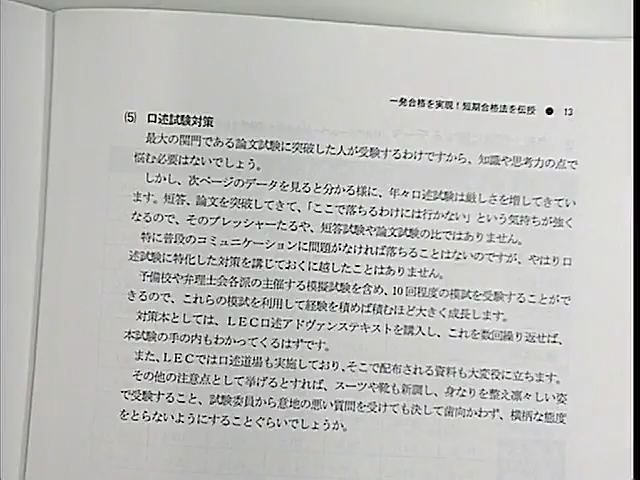 一発合格を実現！短期合格法を伝授 ● 13
(5) 口述試験対策
最大の関門である論文試験に突破した人が受験するわけですから、知識や思考力の点で
悩む必要はないでしょう。
しかし、次ページのデータを見ると分かる様に、年々口述試験は厳しさを増してきてい
ます。短答、論文を突破してきて、「ここで落ちるわけには行かない」という気持ちが強く
なるので、そのプレッシャーたるや、短答試験や論文試験の比ではありません。
特に普段のコミュニケーションに問題がなければ落ちることはないのですが、やはり口
述試験に特化した対策を講じておくに越したことはありません。
予備校や弁理士会各派の主催する模擬試験を含め、10回程度の模試を受験することがで
きるので、これらの模試を利用して経験を積めば積むほど大きく成長します。
対策本としては、LEC口述アドヴァンステキストを購入し、これを数回繰り返せば、
本試験の手の内もわかってくるはずです。
また、LECでは口述道場も実施しており、そこで配布される資料も大変役に立ちます。
その他の注意点として挙げるとすれば、スーツや靴も新調し、身なりを整え凛々しい姿
で受験すること、試験委員から意地の悪い質問を受けても決して歯向かわず、横柄な態度
をとらないようにすることぐらいでしょうか。